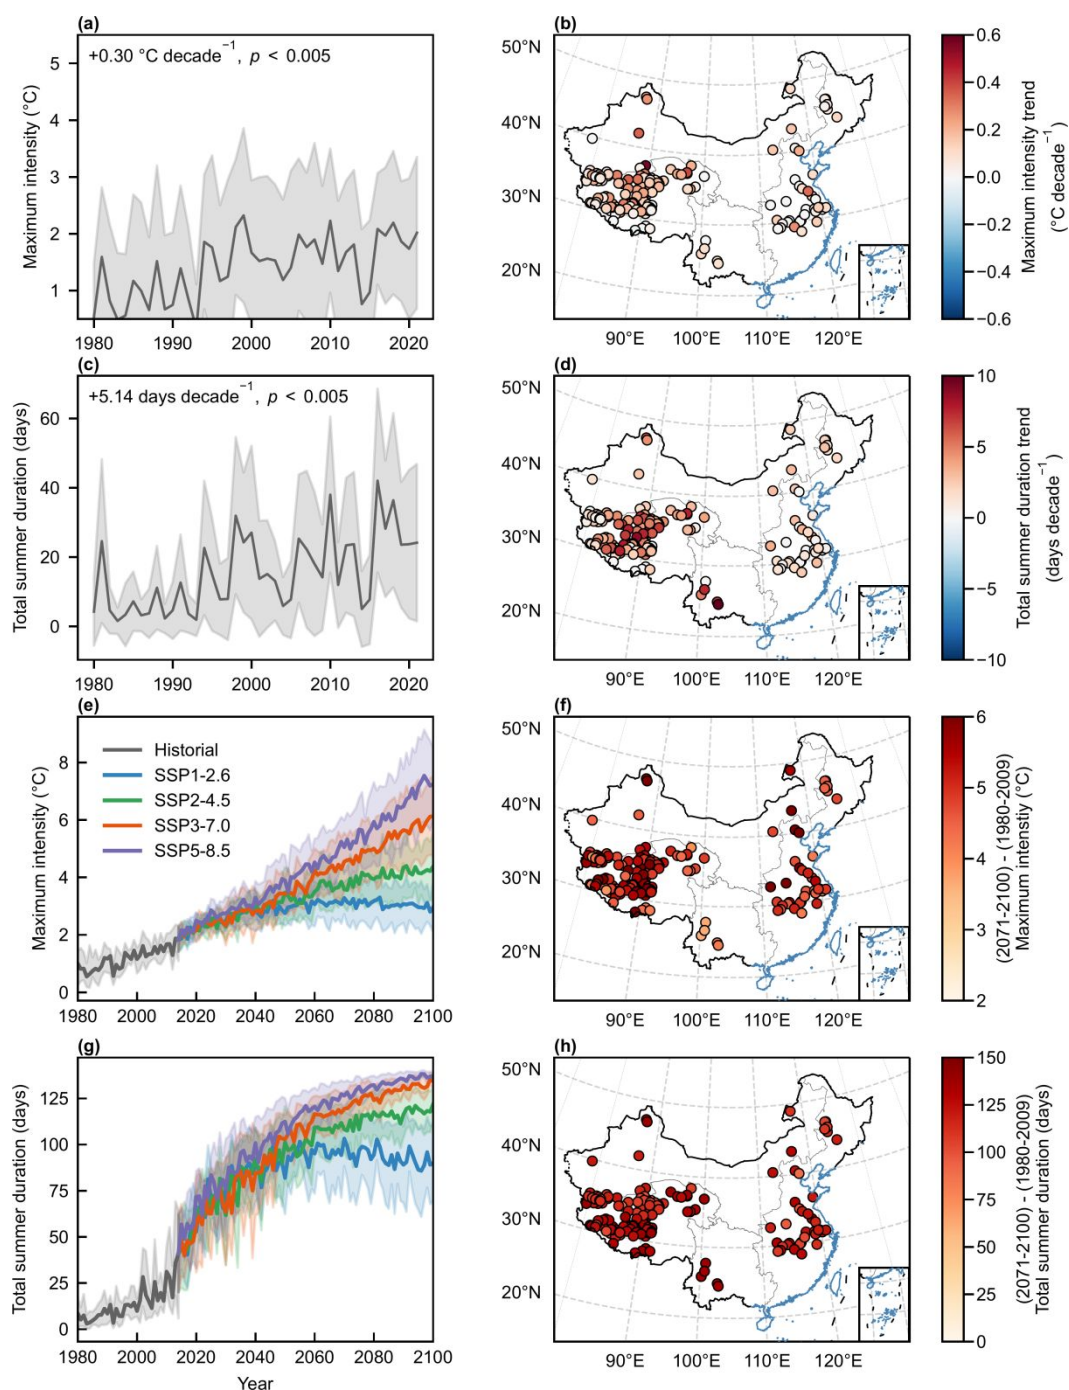 (a)
+0.30 °C decade⁻¹, p < 0.005
Maximum intensity (°C)
5
4
3
2
1
1980
1990
2000
2010
2020
(b)
50°N
40°N
30°N
20°N
90°E
100°E
110°E
120°E
0.6
0.4
0.2
0.0
−0.2
−0.4
−0.6
Maximum intensity trend
(°C decade⁻¹)
(c)
+5.14 days decade⁻¹, p < 0.005
Total summer duration (days)
60
40
20
0
1980
1990
2000
2010
2020
(d)
50°N
40°N
30°N
20°N
90°E
100°E
110°E
120°E
10
5
0
−5
−10
Total summer duration trend
(days decade⁻¹)
(e)
Maximum intensity (°C)
8
6
4
2
0
Historial
SSP1-2.6
SSP2-4.5
SSP3-7.0
SSP5-8.5
1980
2000
2020
2040
2060
2080
2100
(f)
50°N
40°N
30°N
20°N
90°E
100°E
110°E
120°E
6
5
4
3
2
(2071-2100) - (1980-2009)
Maximum intenstiy (°C)
(g)
Total summer duration (days)
125
100
75
50
25
0
1980
2000
2020
2040
2060
2080
2100
Year
(h)
50°N
40°N
30°N
20°N
90°E
100°E
110°E
120°E
150
125
100
75
50
25
0
(2071-2100) - (1980-2009)
Total summer duration (days)